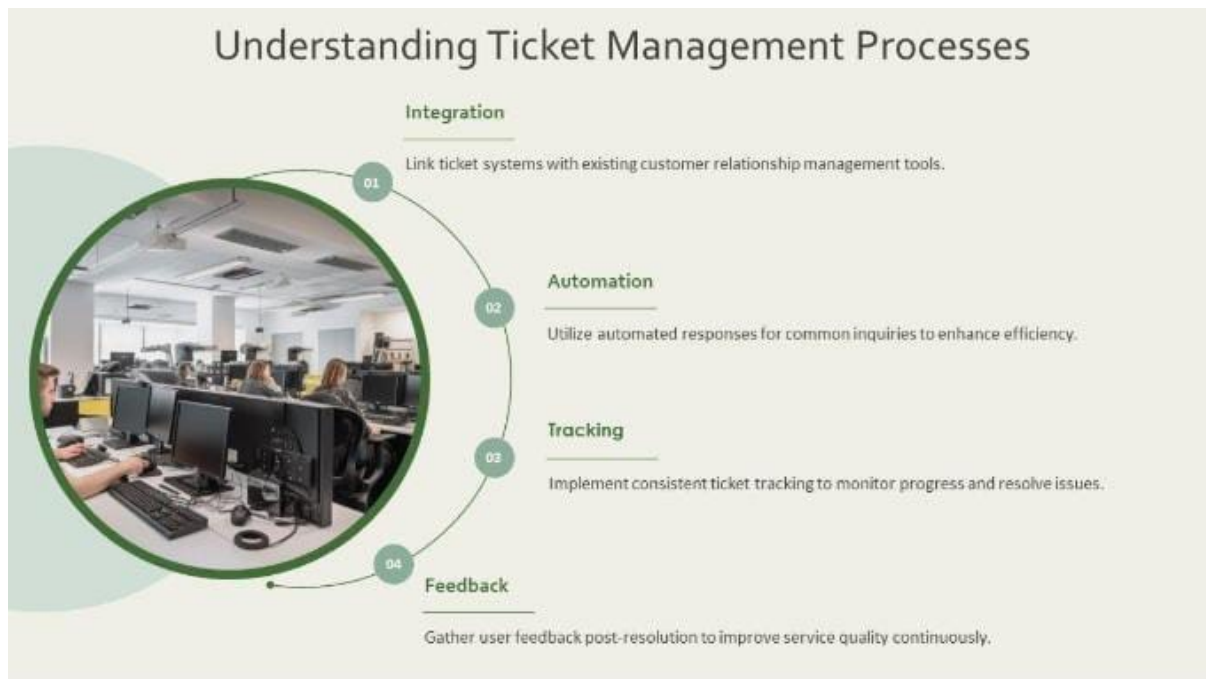 Understanding Ticket Management Processes
Integration
Link ticket systems with existing customer relationship management tools.
01
Automation
02
Utilize automated responses for common inquiries to enhance efficiency.
Tracking
03
Implement consistent ticket tracking to monitor progress and resolve issues.
04
Feedback
Gather user feedback post-resolution to improve service quality continuously.